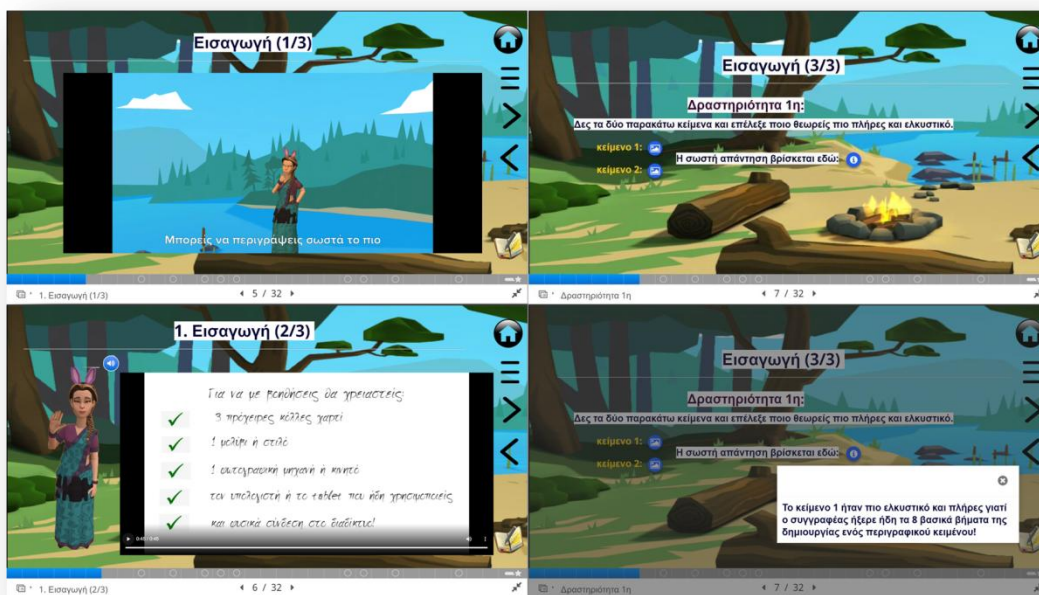 Εισαγωγή (1/3)
Μπορείς να περιγράψεις σωστά το πιο
1. Εισαγωγή (1/3)
5 / 32
Εισαγωγή (3/3)
Δραστηριότητα 1η:
Δες τα δύο παρακάτω κείμενα και επέλεξε ποιο θεωρείς πιο πλήρες και ελκυστικό.
κείμενο 1:
Η σωστή απάντηση βρίσκεται εδώ:
κείμενο 2:
Δραστηριότητα 1η
7 / 32
1. Εισαγωγή (2/3)
Για να με βοηθήσεις θα χρειαστείς:
3 πρόχειρες κόλλες χαρτί
1 μολύβι ή στιλό
1 φωτογραφική μηχανή ή κινητό
τον υπολογιστή ή το tablet που ήδη χρησιμοποιείς
και φυσικά σύνδεση στο διαδίκτυο!
0:45 / 0:45
1. Εισαγωγή (2/3)
6 / 32
Εισαγωγή (3/3)
Δραστηριότητα 1η:
Δες τα δύο παρακάτω κείμενα και επέλεξε ποιο θεωρείς πιο πλήρες και ελκυστικό.
κείμενο 1:
Η σωστή απάντηση βρίσκεται εδώ:
κείμενο 2:
Το κείμενο 1 ήταν πιο ελκυστικό και πλήρες γιατί
ο συγγραφέας ήξερε ήδη τα 8 βασικά βήματα της
δημιουργίας ενός περιγραφικού κειμένου!
Δραστηριότητα 1η
7 / 32